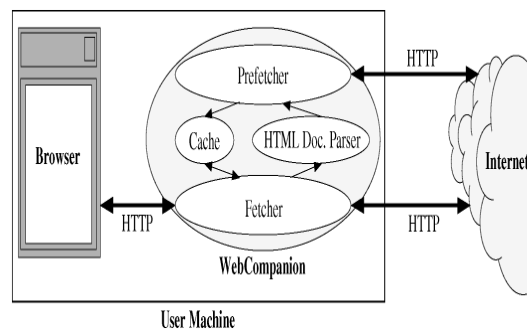 HTTP
Prefetcher
Cache
HTML Doc. Parser
Browser
Internet
Fetcher
HTTP
HTTP
WebCompanion
User Machine